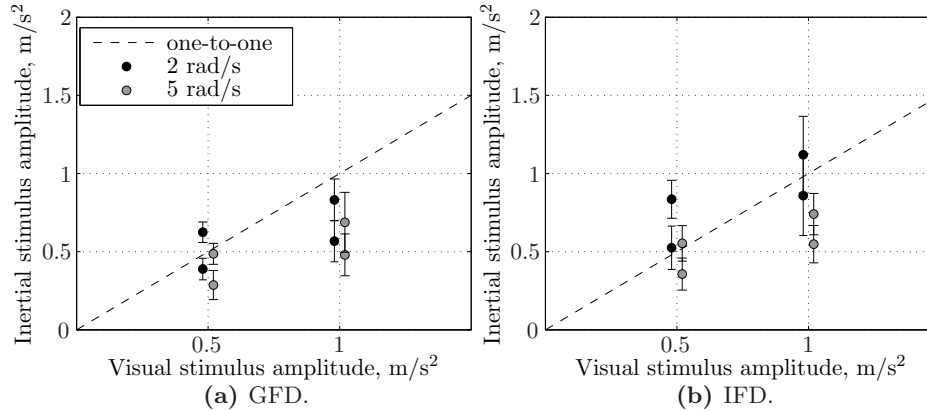 Inertial stimulus amplitude, m/s²
2
1.5
1
0.5
0
one-to-one
2 rad/s
5 rad/s
0.5
1
Visual stimulus amplitude, m/s²
(a) GFD.
Inertial stimulus amplitude, m/s²
2
1.5
1
0.5
0
0.5
1
Visual stimulus amplitude, m/s²
(b) IFD.